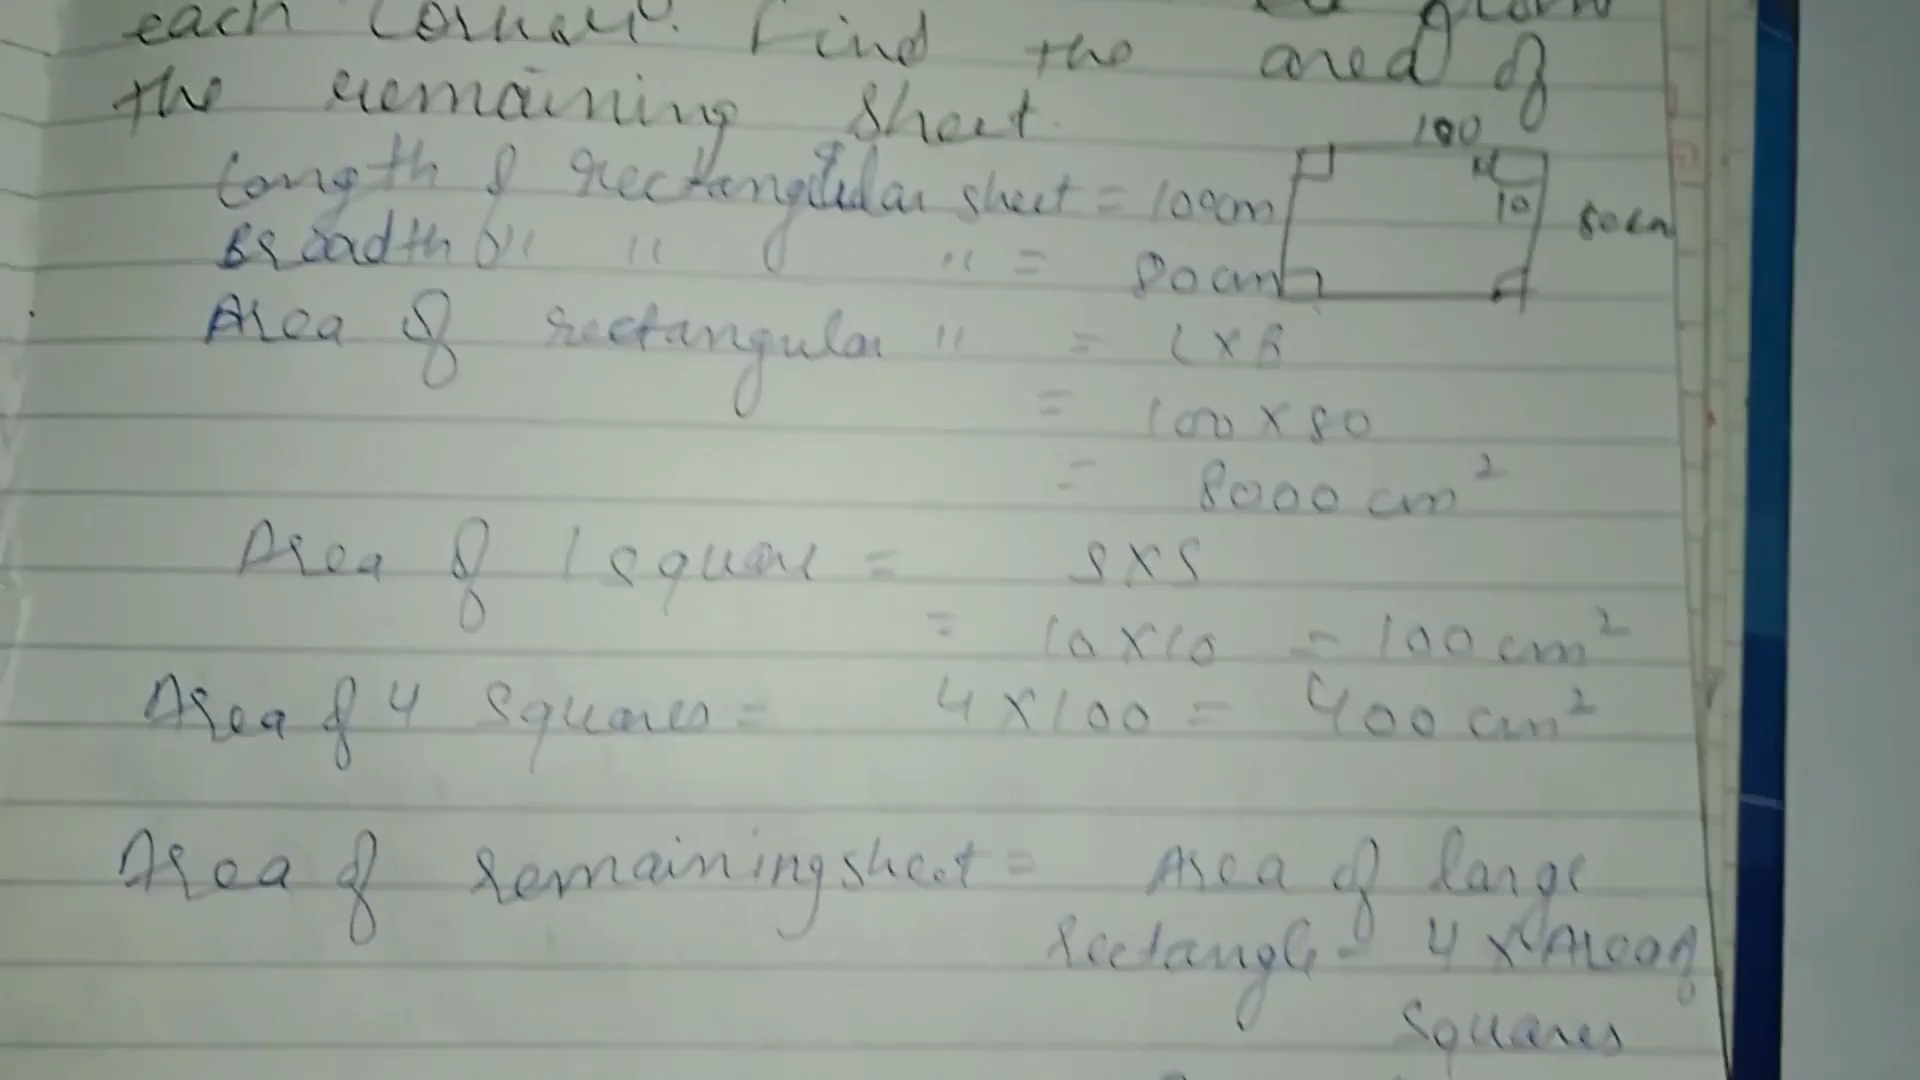 each corner. Find the area of
the remaining sheet.
100
Length of rectangular sheet = 100cm
10
80cm
Breadth of " " " = 80cm
Area of rectangular " = L x B
= 100 x 80
= 8000 cm²
Area of 1 square = s x s
= 10 x 10 = 100 cm²
Area of 4 squares = 4 x 100 = 400 cm²
Area of remaining sheet = Area of large
rectangle - 4 x Area of
squares